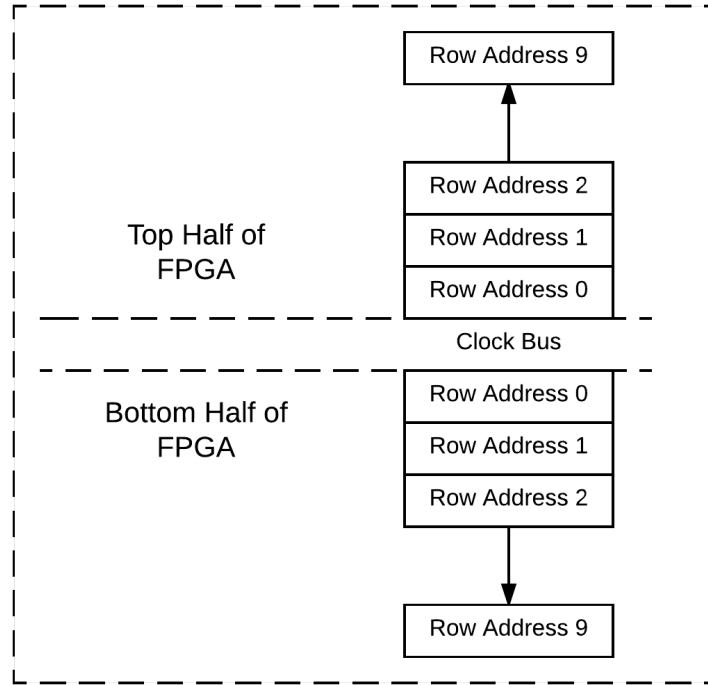 Row Address 9
Row Address 2
Top Half of
FPGA
Row Address 1
Row Address 0
Clock Bus
Bottom Half of
FPGA
Row Address 0
Row Address 1
Row Address 2
Row Address 9